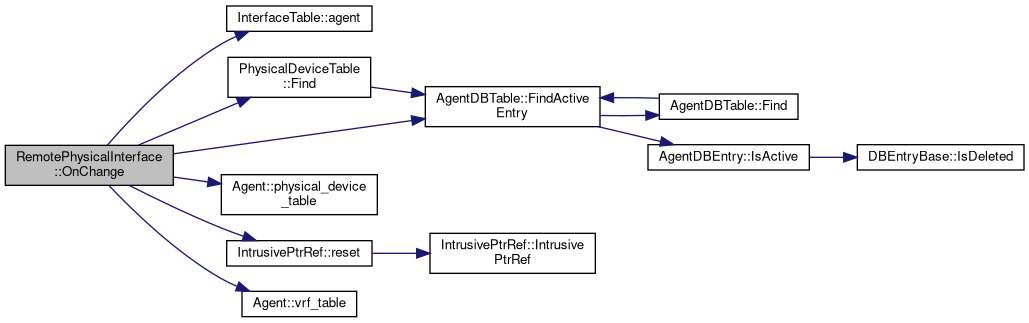 InterfaceTable::agent
PhysicalDeviceTable
::Find
AgentDBTable::FindActive
Entry
AgentDBTable::Find
RemotePhysicalInterface
::OnChange
AgentDBEntry::IsActive
DBEntryBase::IsDeleted
Agent::physical_device
_table
IntrusivePtrRef::reset
IntrusivePtrRef::Intrusive
PtrRef
Agent::vrf_table